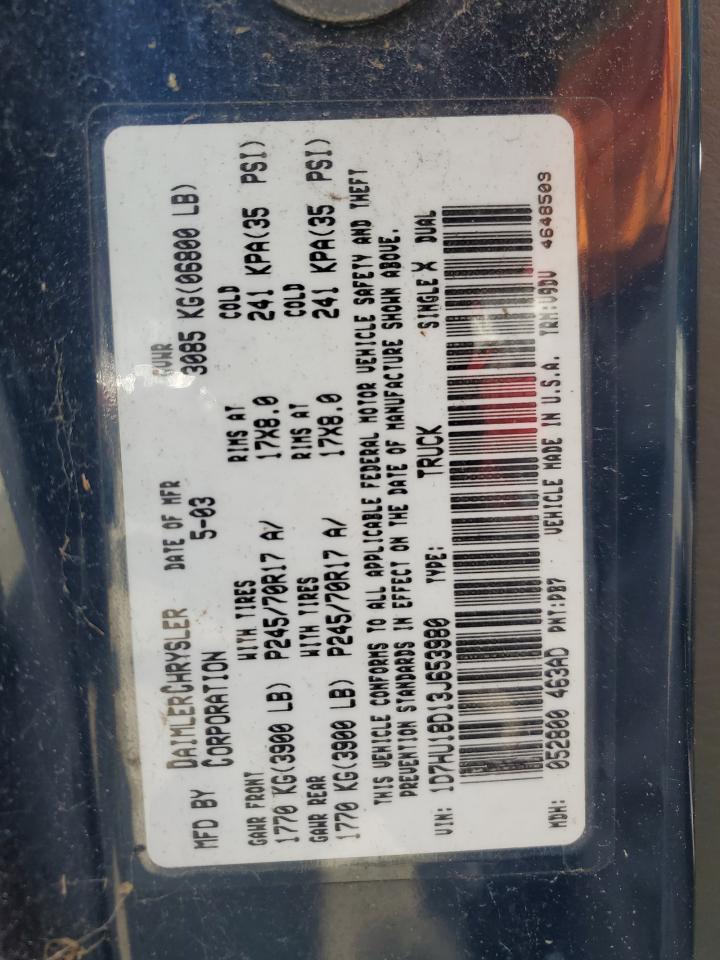 MFD BY DAIMLERCHRYSLER CORPORATION
DATE OF MFR 5-03
GVWR 3085 KG(06800 LB)
GAWR FRONT WITH TIRES RIMS AT COLD
1770 KG(3900 LB) P245/70R17 A/ 17X8.0 241 KPA(35 PSI)
GAWR REAR WITH TIRES RIMS AT COLD
1770 KG(3900 LB) P245/70R17 A/ 17X8.0 241 KPA(35 PSI)
THIS VEHICLE CONFORMS TO ALL APPLICABLE FEDERAL MOTOR VEHICLE SAFETY AND THEFT
PREVENTION STANDARDS IN EFFECT ON THE DATE OF MANUFACTURE SHOWN ABOVE.
VIN: 1D7HU18D13J653980 TYPE: TRUCK SINGLE X DUAL
MDH: 052800 463AD PNT:PB7 VEHICLE MADE IN U.S.A. TRM:V9DV 4648503